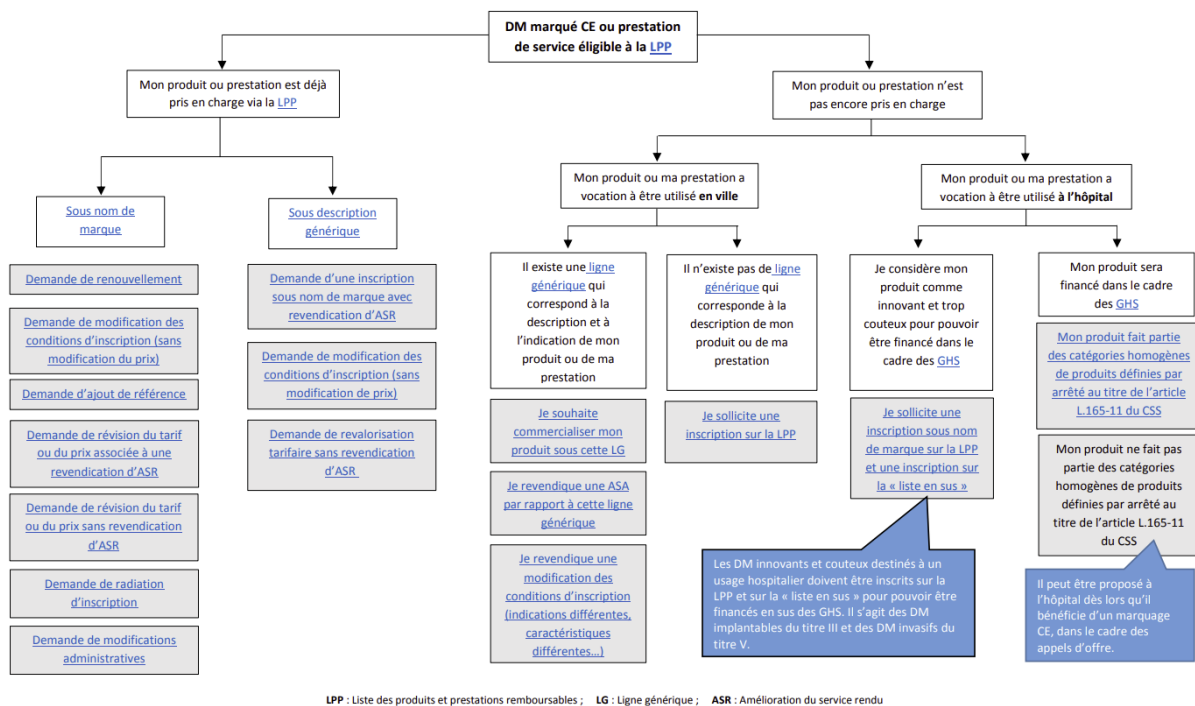 DM marqué CE ou prestation
de service éligible à la LPP
Mon produit ou prestation est déjà
pris en charge via la LPP
Mon produit ou prestation n'est
pas encore pris en charge
Sous nom de
marque
Sous description
générique
Mon produit ou ma prestation a
vocation à être utilisé en ville
Mon produit ou ma prestation a
vocation à être utilisé à l'hôpital
Demande de renouvellement
Demande de modification des
conditions d'inscription (sans
modification du prix)
Demande d'ajout de référence
Demande de révision du tarif
ou du prix associée à une
revendication d'ASR
Demande de révision du tarif
ou du prix sans revendication
d'ASR
Demande de radiation
d'inscription
Demande de modifications
administratives
Demande d'une inscription
sous nom de marque avec
revendication d'ASR
Demande de modification des
conditions d'inscription (sans
modification de prix)
Demande de revalorisation
tarifaire sans revendication
d'ASR
Il existe une ligne
générique qui
correspond à la
description et à
l'indication de mon
produit ou de ma
prestation
Je souhaite
commercialiser mon
produit sous cette LG
Je revendique une ASA
par rapport à cette ligne
générique
Je revendique une
modification des
conditions d'inscription
(indications différentes,
caractéristiques
différentes...)
Il n'existe pas de ligne
générique qui
corresponde à la
description de mon
produit ou de ma
prestation
Je sollicite une
inscription sur la LPP
Je considère mon
produit comme
innovant et trop
couteux pour pouvoir
être financé dans le
cadre des GHS
Je sollicite une
inscription sous nom de
marque sur la LPP
et une inscription sur
la « liste en sus »
Les DM innovants et couteux destinés à un
usage hospitalier doivent être inscrits sur la
LPP et sur la « liste en sus » pour pouvoir être
financés en sus des GHS. Il s'agit des DM
implantables du titre III et des DM invasifs du
titre V.
Mon produit sera
financé dans le cadre
des GHS
Mon produit fait partie
des catégories homogènes
de produits définies par
arrêté au titre de l'article
L.165-11 du CSS
Mon produit ne fait pas
partie des catégories
homogènes de produits
définies par arrêté au
titre de l'article L.165-11
du CSS
Il peut être proposé à
l'hôpital dès lors qu'il
bénéficie d'un marquage
CE, dans le cadre des
appels d'offre.
LPP : Liste des produits et prestations remboursables ; LG : Ligne générique ; ASR : Amélioration du service rendu